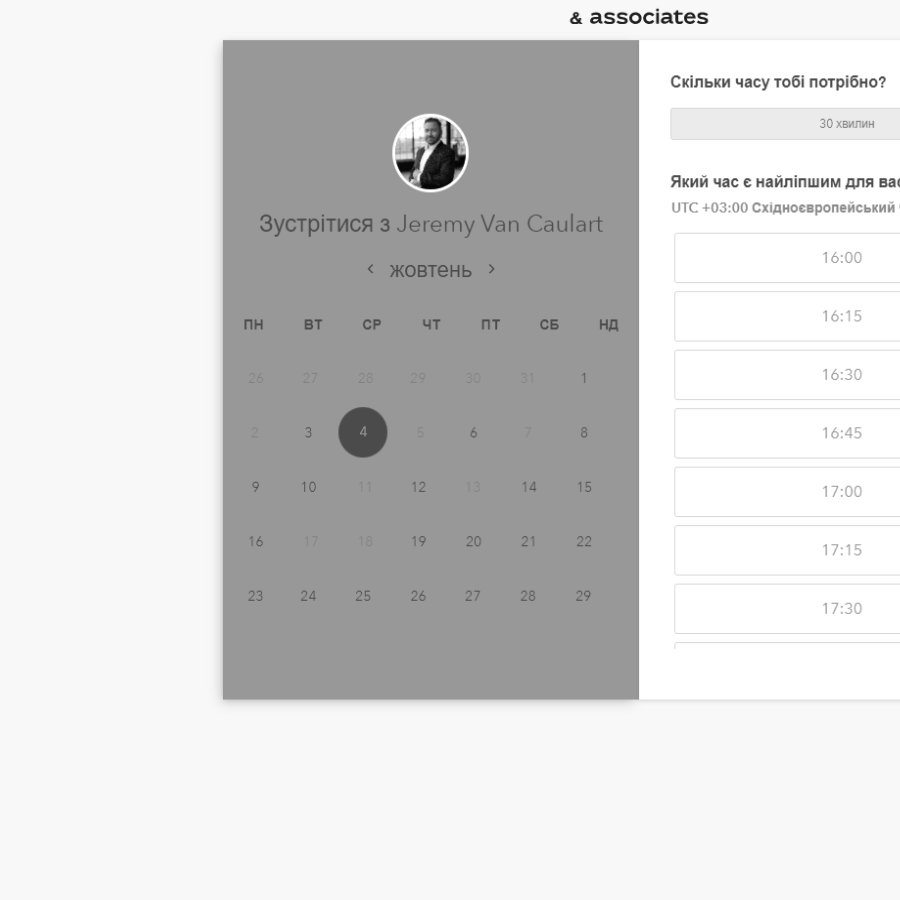 & associates
Зустрітися з Jeremy Van Caulart
‹ жовтень ›
ПН ВТ СР ЧТ ПТ СБ НД
26 27 28 29 30 31 1
2 3 4 5 6 7 8
9 10 11 12 13 14 15
16 17 18 19 20 21 22
23 24 25 26 27 28 29
Скільки часу тобі потрібно?
30 хвилин
Який час є найліпшим для вас
UTC +03:00 Східноєвропейський
16:00
16:15
16:30
16:45
17:00
17:15
17:30